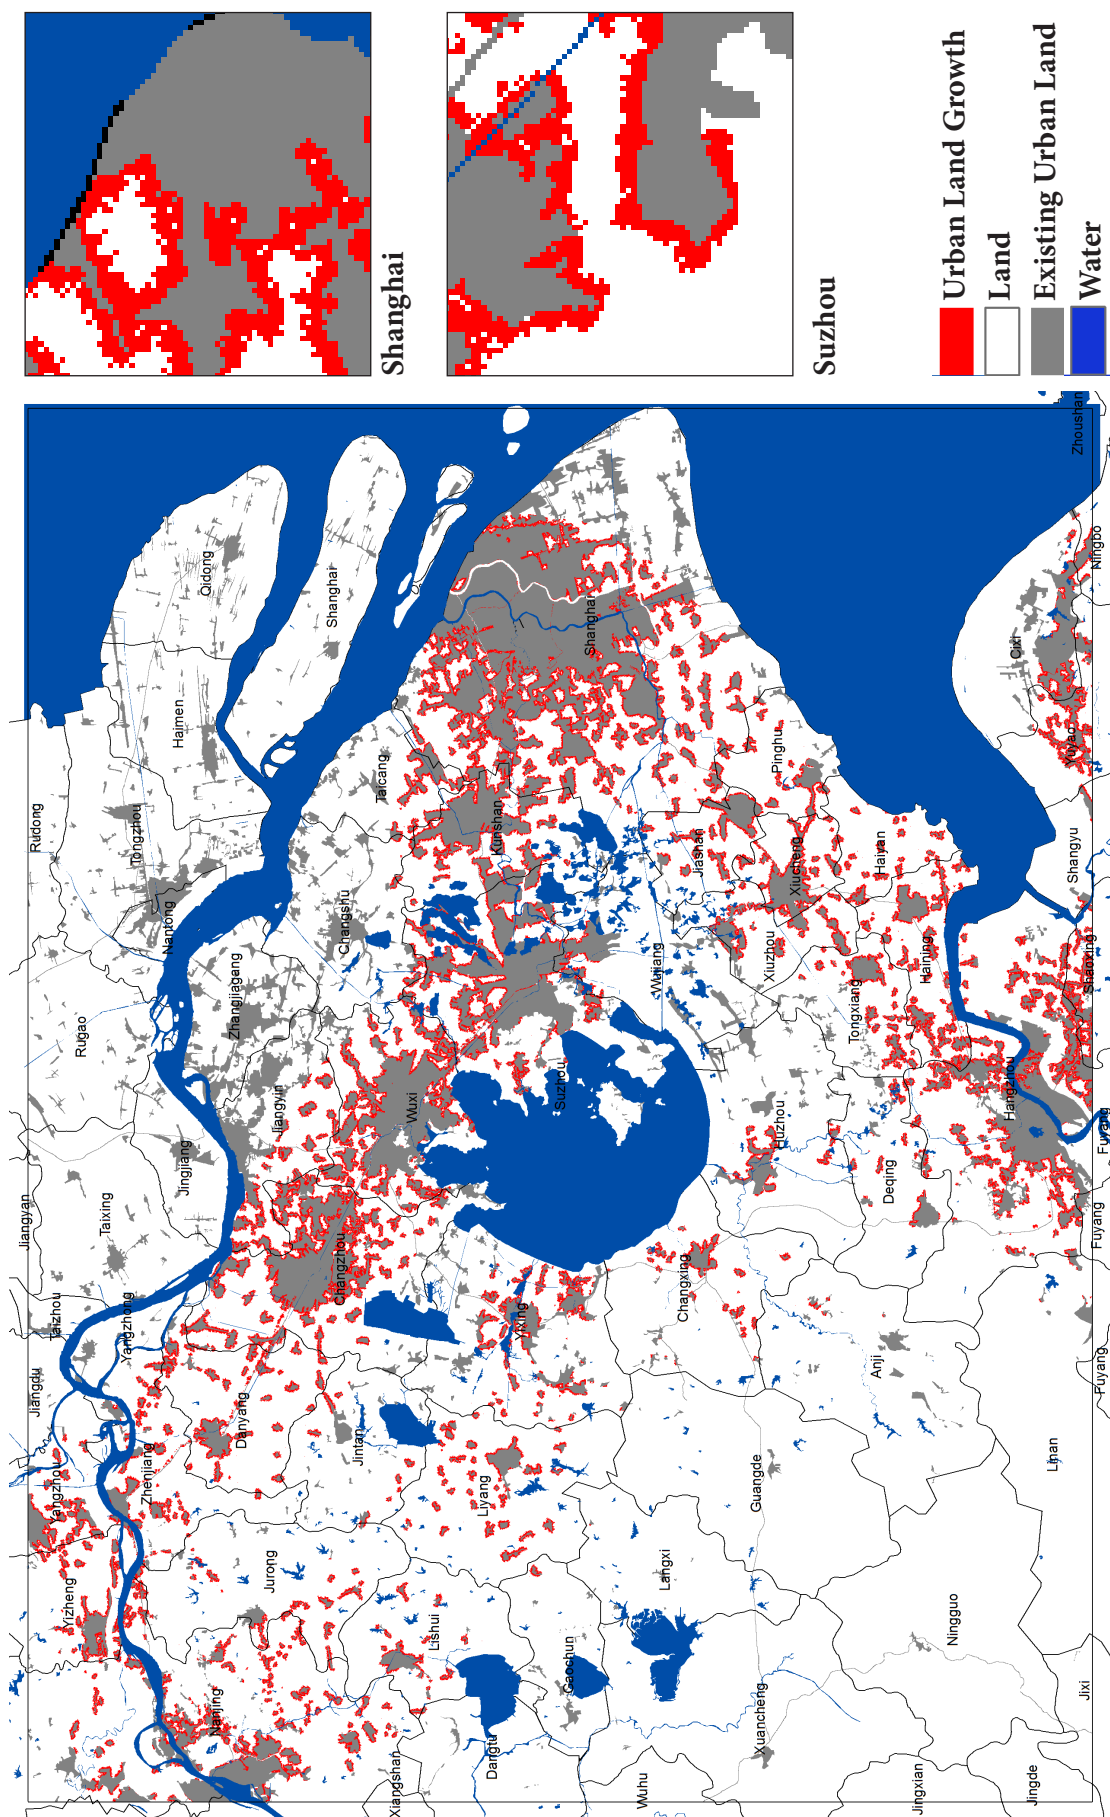 Shanghai
Suzhou
Urban Land Growth
Land
Existing Urban Land
Water
Rudong
Jiangyan
Taizhou
Jiangdu
Yangzhou
Yizheng
Rugao
Taixing
Yangzhong
Tongzhou
Haimen
Qidong
Nantong
Jingjiang
Zhenjiang
Zhangjiagang
Jiangyin
Danyang
Jurong
Nanjing
Shanghai
Taicang
Changshu
Changzhou
Jintan
Xiangshan
Wuxi
Lishui
Kunshan
Liyang
Dangtu
Yixing
Suzhou
Gaochun
Shanghai
Wujiang
Langxi
Wuhu
Jiashan
Changxing
Pinghu
Xiucheng
Xiuzhou
Huzhou
Guangde
Xuancheng
Haiyan
Tongxiang
Deqing
Anji
Haining
Ningguo
Jingxian
Cixi
Hangzhou
Linan
Jingde
Zhoushan
Ningbo
Yuyao
Shangyu
Shaoxing
Fuyang
Fuyang
Fuyang
Jixi